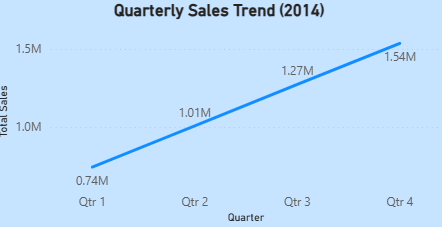 Quarterly Sales Trend (2014)
1.5M
1.54M
1.27M
Total Sales
1.01M
1.0M
0.74M
Qtr 1 Qtr 2 Qtr 3 Qtr 4
Quarter